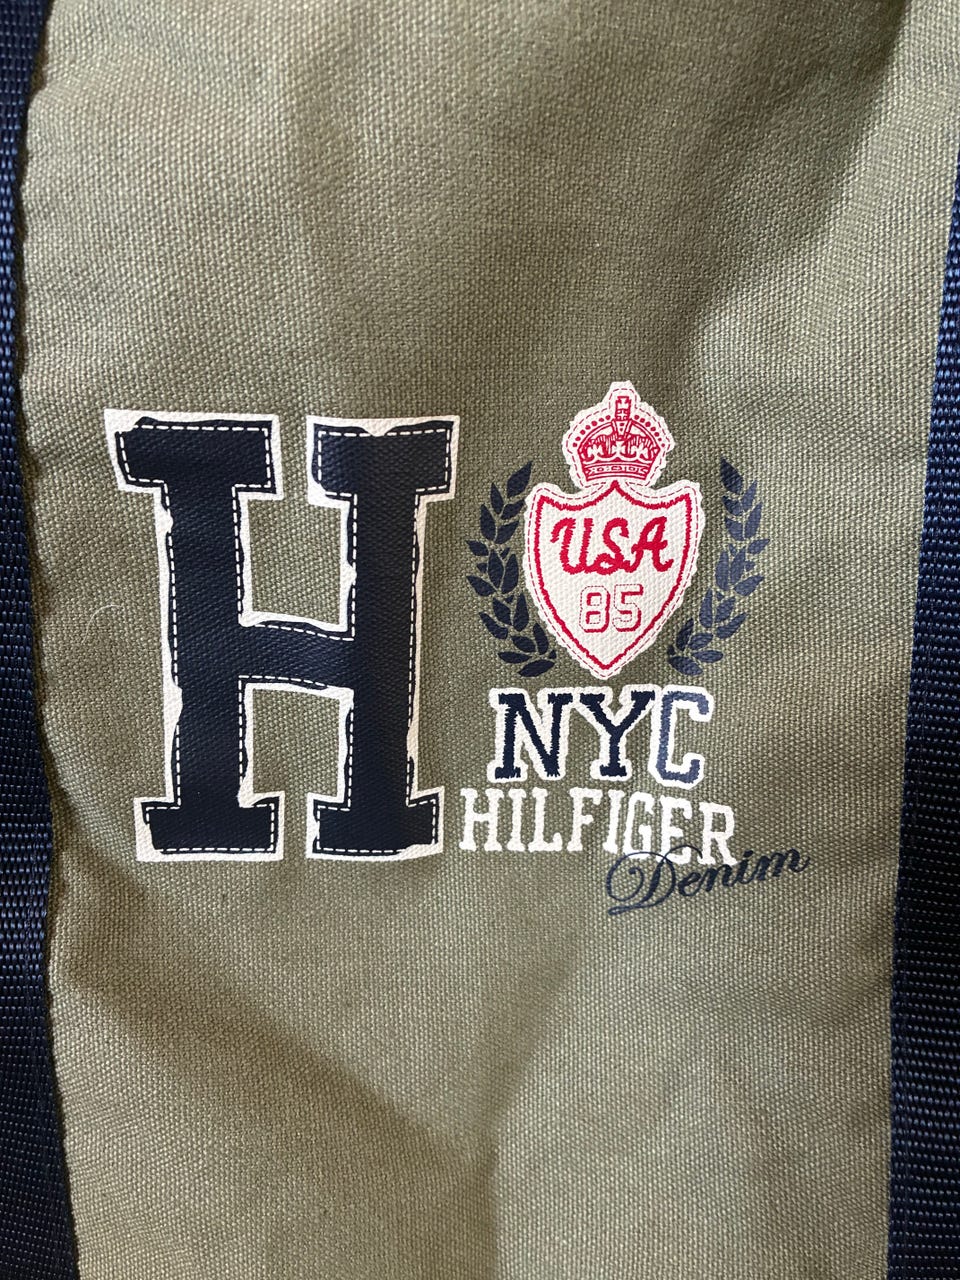 H
USA
85
NYC
HILFIGER
Denim